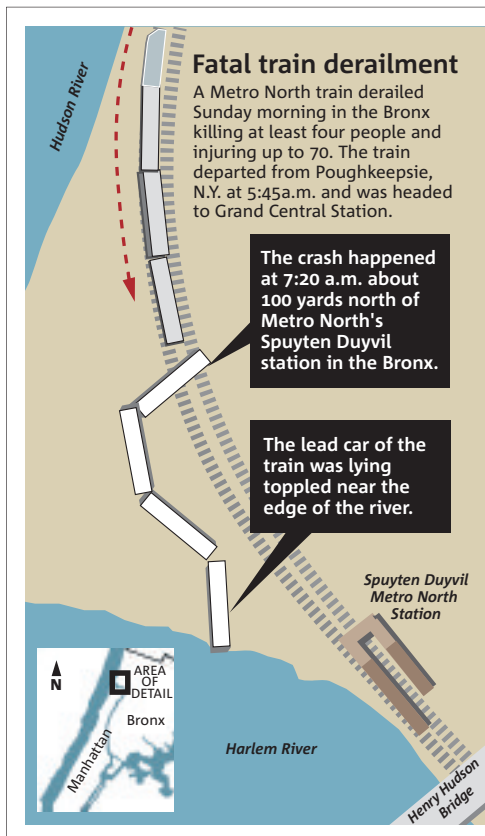 Fatal train derailment
A Metro North train derailed
Sunday morning in the Bronx
killing at least four people and
injuring up to 70. The train
departed from Poughkeepsie,
N.Y. at 5:45a.m. and was headed
to Grand Central Station.
Hudson River
The crash happened
at 7:20 a.m. about
100 yards north of
Metro North's
Spuyten Duyvil
station in the Bronx.
The lead car of the
train was lying
toppled near the
edge of the river.
Spuyten Duyvil
Metro North
Station
N
AREA
OF
DETAIL
Bronx
Manhattan
Harlem River
Henry Hudson
Bridge